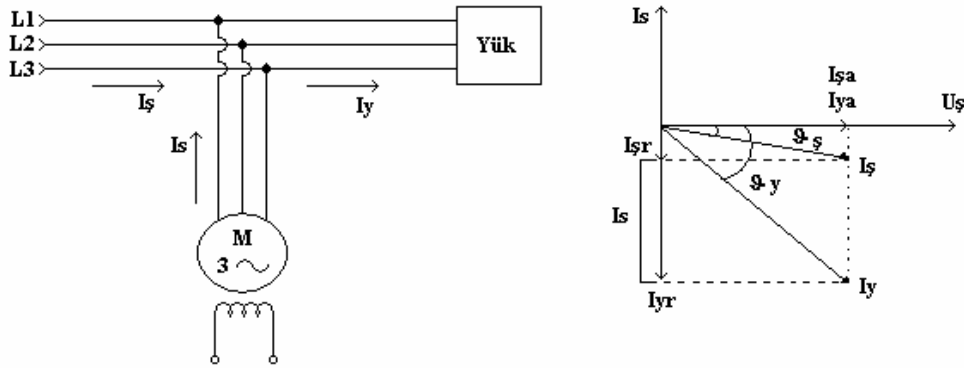 L1
L2
L3
Iş
Iy
Is
Yük
M
3
Is
Işa
Iya
Uş
Işr
ϑ ş
Iş
ϑ y
Is
Iyr
Iy